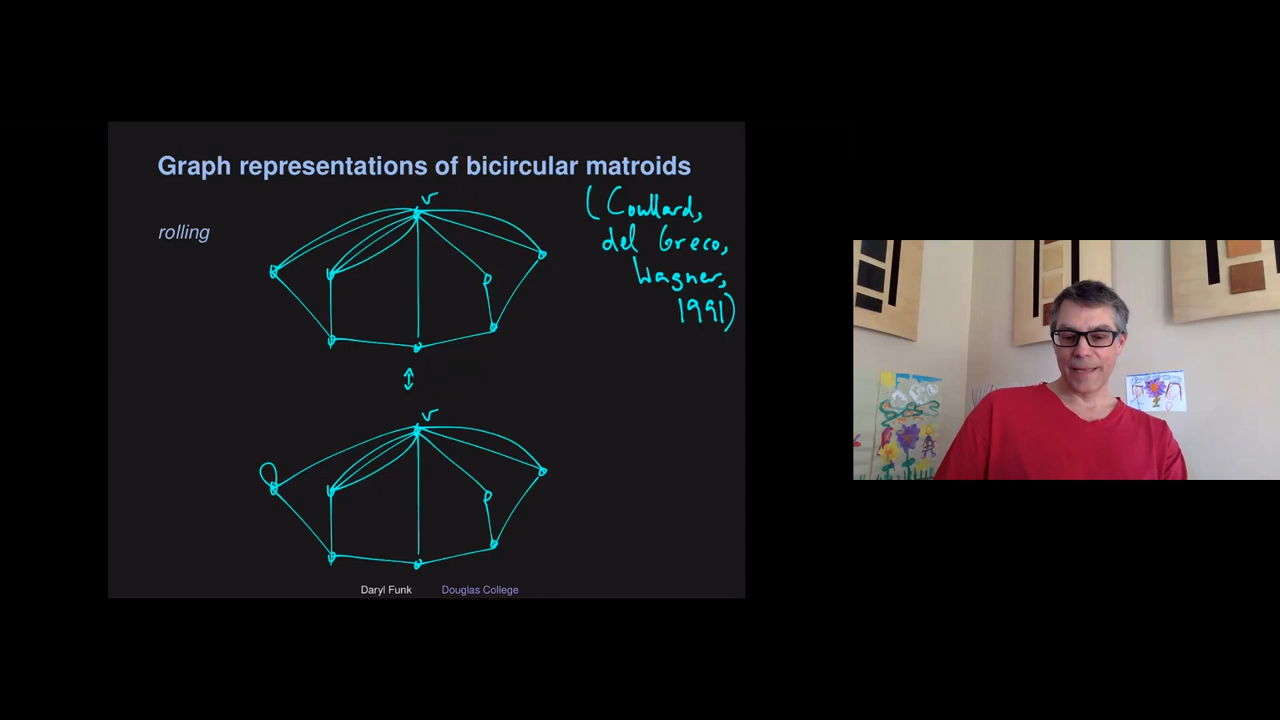 Graph representations of bicircular matroids
rolling
v
(Coullard,
del Greco,
Wagner,
1991)
v
Daryl Funk Douglas College